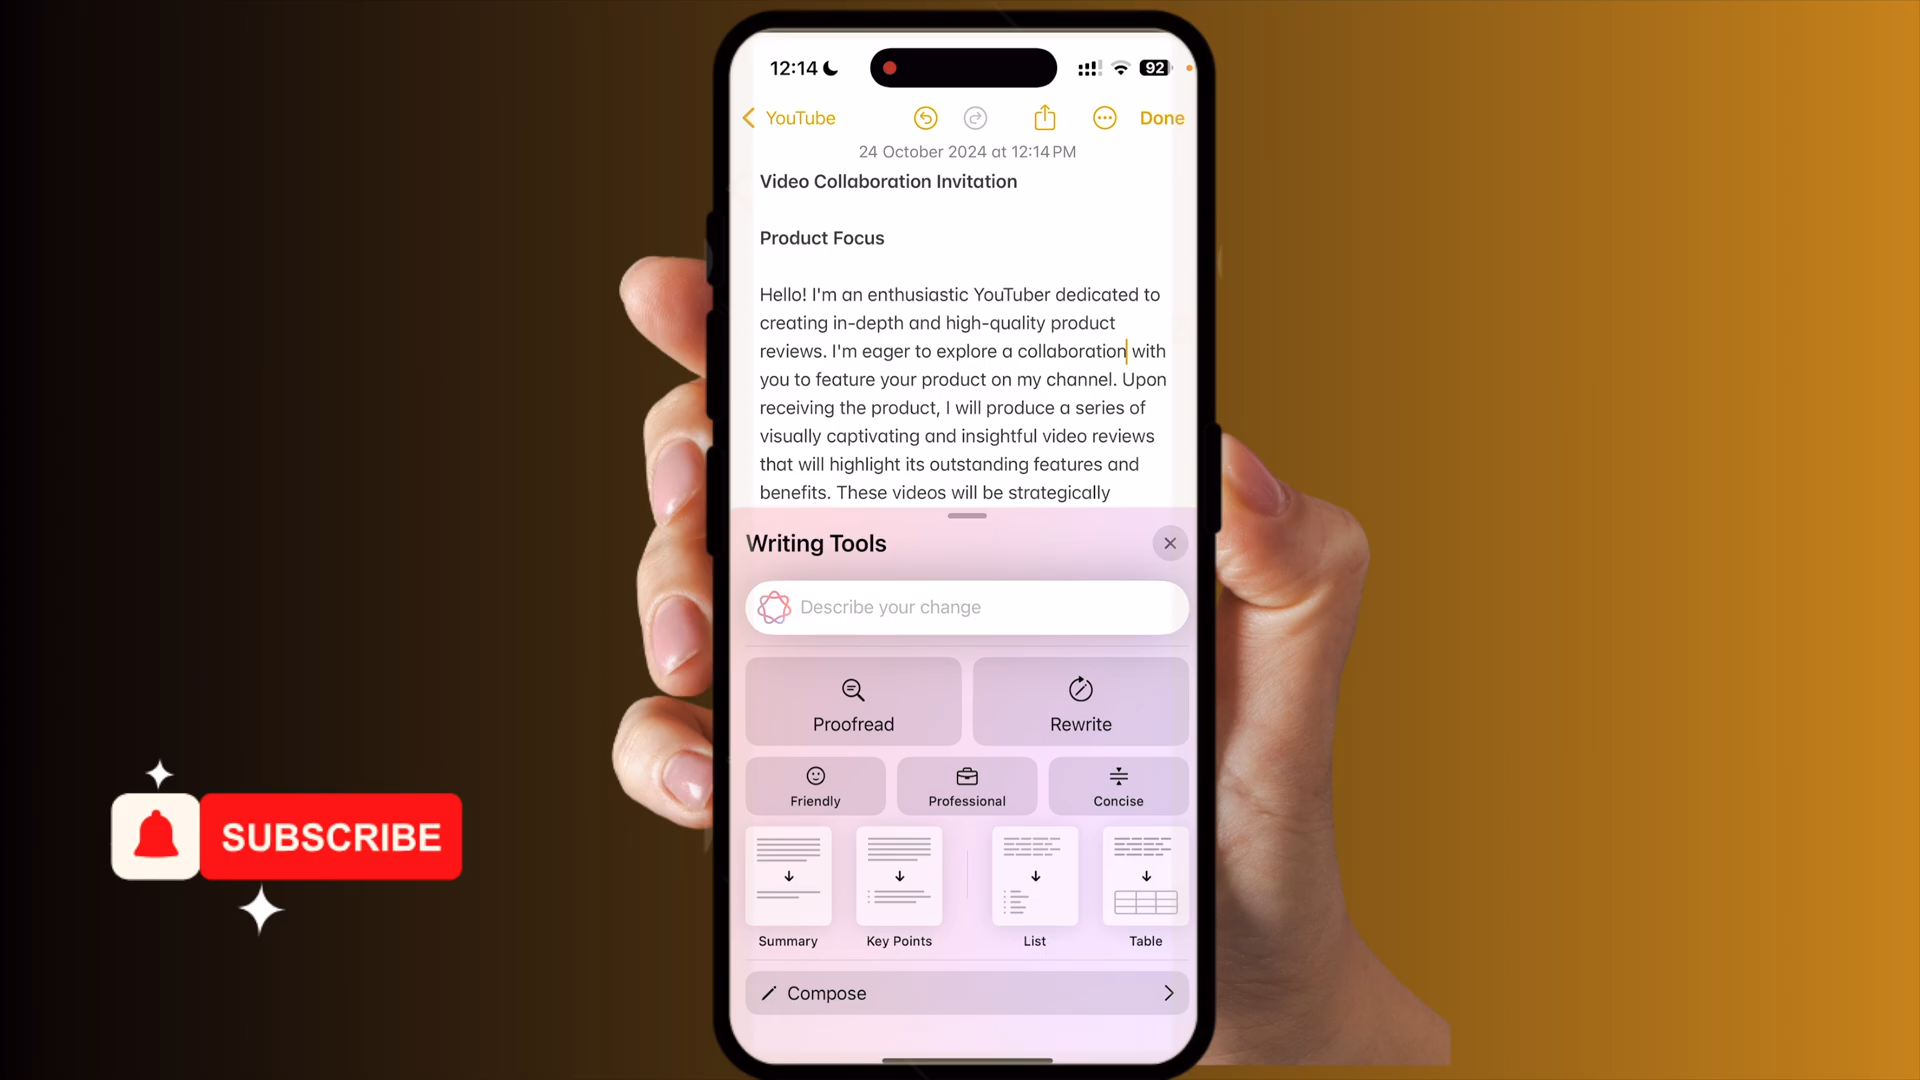 12:14
92
YouTube
Done
24 October 2024 at 12:14 PM
Video Collaboration Invitation
Product Focus
Hello! I'm an enthusiastic YouTuber dedicated to
creating in-depth and high-quality product
reviews. I'm eager to explore a collaboration with
you to feature your product on my channel. Upon
receiving the product, I will produce a series of
visually captivating and insightful video reviews
that will highlight its outstanding features and
benefits. These videos will be strategically
Writing Tools
Describe your change
Proofread
Rewrite
Friendly
Professional
Concise
Summary
Key Points
List
Table
Compose
SUBSCRIBE